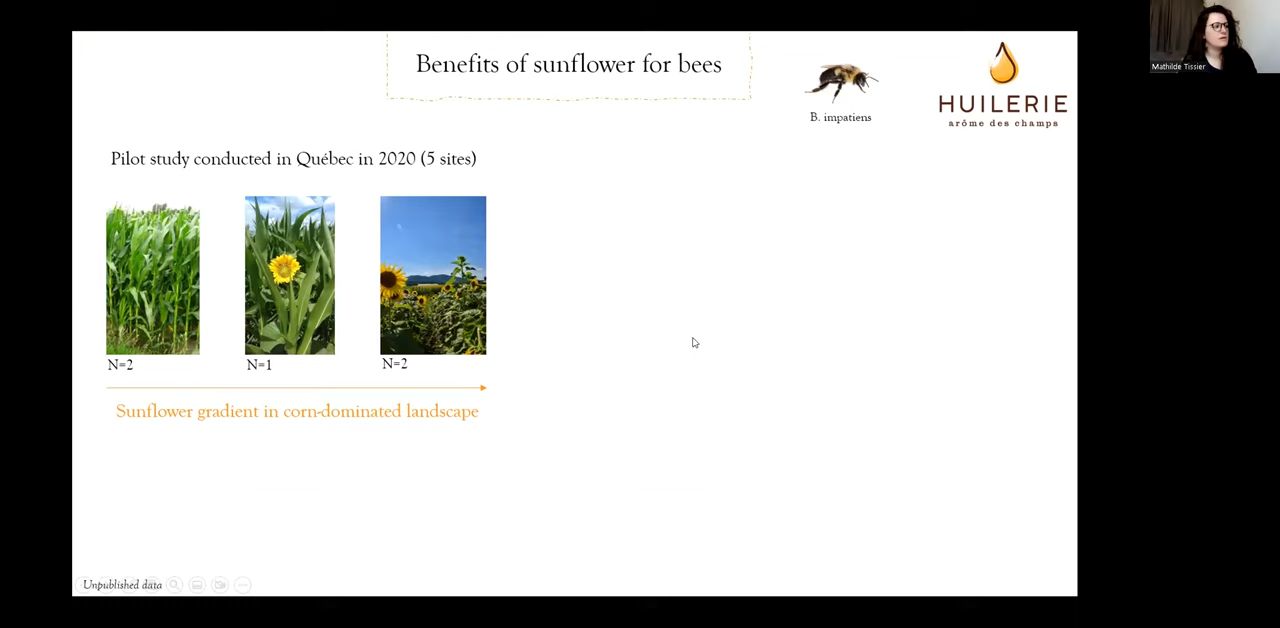 Benefits of sunflower for bees
B. impatiens
HUILERIE
arôme des champs
Mathilde Tissier
Pilot study conducted in Québec in 2020 (5 sites)
N=2
N=1
N=2
Sunflower gradient in corn-dominated landscape
Unpublished data